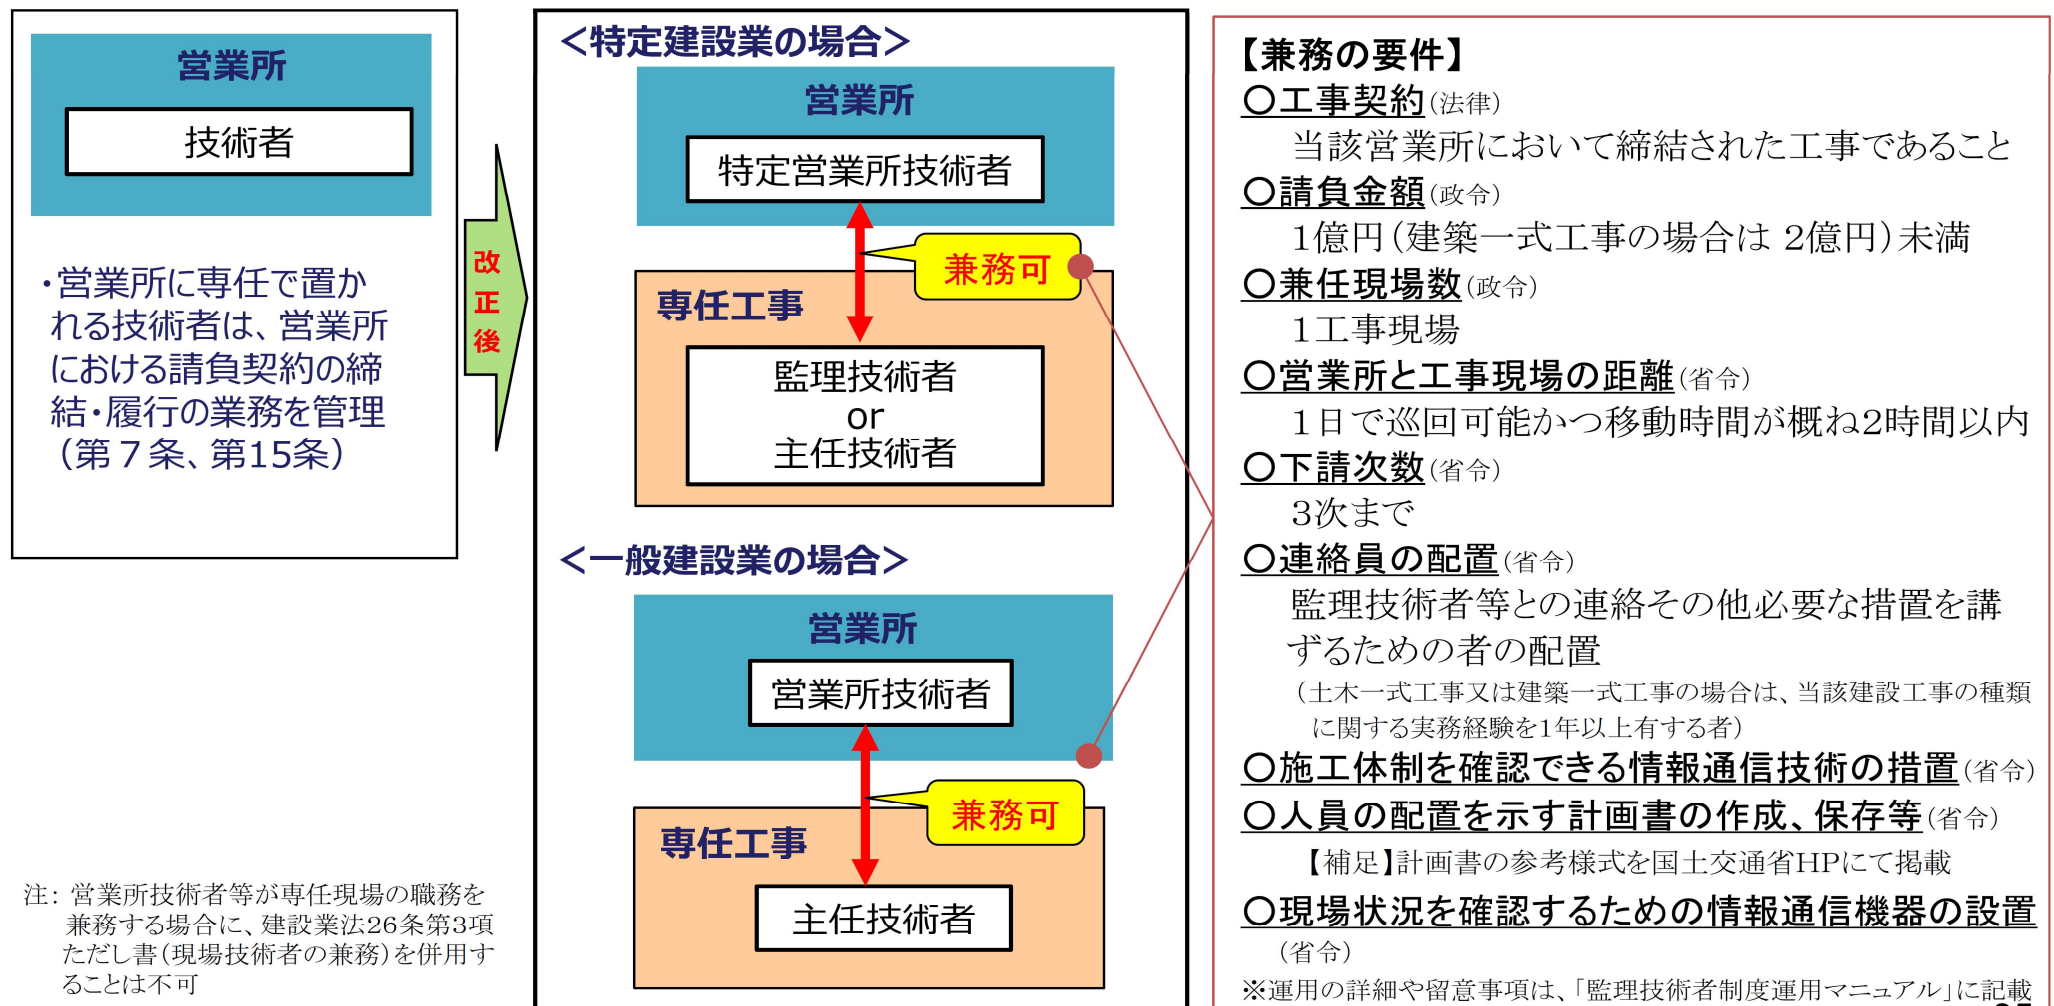 営業所
技術者
・営業所に専任で置か
れる技術者は、営業所
における請負契約の締
結・履行の業務を管理
（第７条、第15条）
注：営業所技術者等が専任現場の職務を
兼務する場合に、建設業法26条第3項
ただし書（現場技術者の兼務）を併用す
ることは不可
改
正
後
＜特定建設業の場合＞
営業所
特定営業所技術者
兼務可
専任工事
監理技術者
or
主任技術者
＜一般建設業の場合＞
営業所
営業所技術者
兼務可
専任工事
主任技術者
【兼務の要件】
〇工事契約（法律）
当該営業所において締結された工事であること
〇請負金額（政令）
1億円（建築一式工事の場合は 2億円）未満
〇兼任現場数（政令）
1工事現場
〇営業所と工事現場の距離（省令）
1日で巡回可能かつ移動時間が概ね2時間以内
〇下請次数（省令）
3次まで
〇連絡員の配置（省令）
監理技術者等との連絡その他必要な措置を講
ずるための者の配置
（土木一式工事又は建築一式工事の場合は、当該建設工事の種類
に関する実務経験を1年以上有する者）
〇施工体制を確認できる情報通信技術の措置（省令）
〇人員の配置を示す計画書の作成、保存等（省令）
【補足】計画書の参考様式を国土交通省HPにて掲載
〇現場状況を確認するための情報通信機器の設置
（省令）
※運用の詳細や留意事項は、「監理技術者制度運用マニュアル」に記載